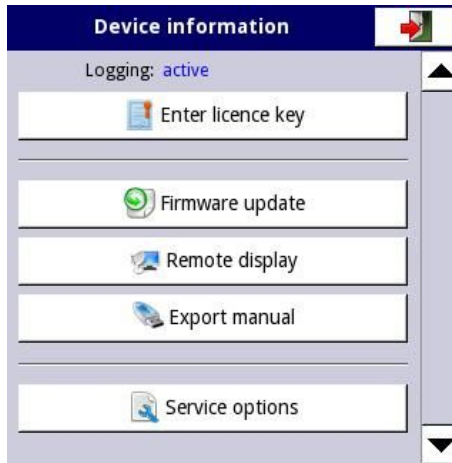 Device information
Logging: active
Enter licence key
Firmware update
Remote display
Export manual
Service options